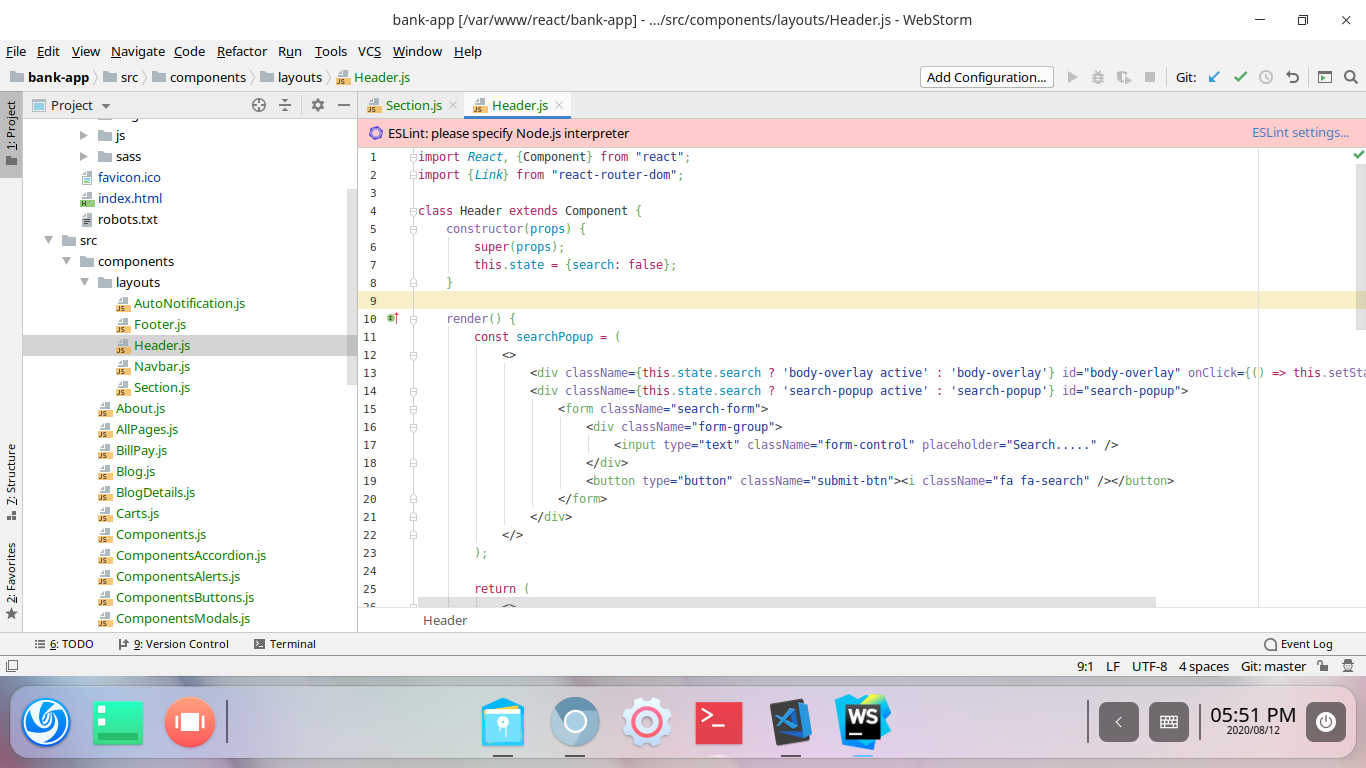 bank-app [/var/www/react/bank-app] - .../src/components/layouts/Header.js - WebStorm
File Edit View Navigate Code Refactor Run Tools VCS Window Help
bank-app src components layouts Header.js Add Configuration... Git:
1: Project
Project
Section.js Header.js
ESLint: please specify Node.js interpreter ESLint settings...
js
sass
favicon.ico
index.html
robots.txt
src
components
layouts
AutoNotification.js
Footer.js
Header.js
Navbar.js
Section.js
About.js
AllPages.js
BillPay.js
Blog.js
BlogDetails.js
Carts.js
Components.js
ComponentsAccordion.js
ComponentsAlerts.js
ComponentsButtons.js
ComponentsModals.js
7: Structure
2: Favorites
1 import React, {Component} from "react";
2 import {Link} from "react-router-dom";
3
4 class Header extends Component {
5 constructor(props) {
6 super(props);
7 this.state = {search: false};
8 }
9
10 render() {
11 const searchPopup = (
12 <>
13 <div className={this.state.search ? 'body-overlay active' : 'body-overlay'} id="body-overlay" onClick={() => this.setSta
14 <div className={this.state.search ? 'search-popup active' : 'search-popup'} id="search-popup">
15 <form className="search-form">
16 <div className="form-group">
17 <input type="text" className="form-control" placeholder="Search....." />
18 </div>
19 <button type="button" className="submit-btn"><i className="fa fa-search" /></button>
20 </form>
21 </div>
22 </>
23 );
24
25 return (
26 <>
Header
6: TODO 9: Version Control Terminal Event Log
9:1 LF UTF-8 4 spaces Git: master
WS
05:51 PM
2020/08/12